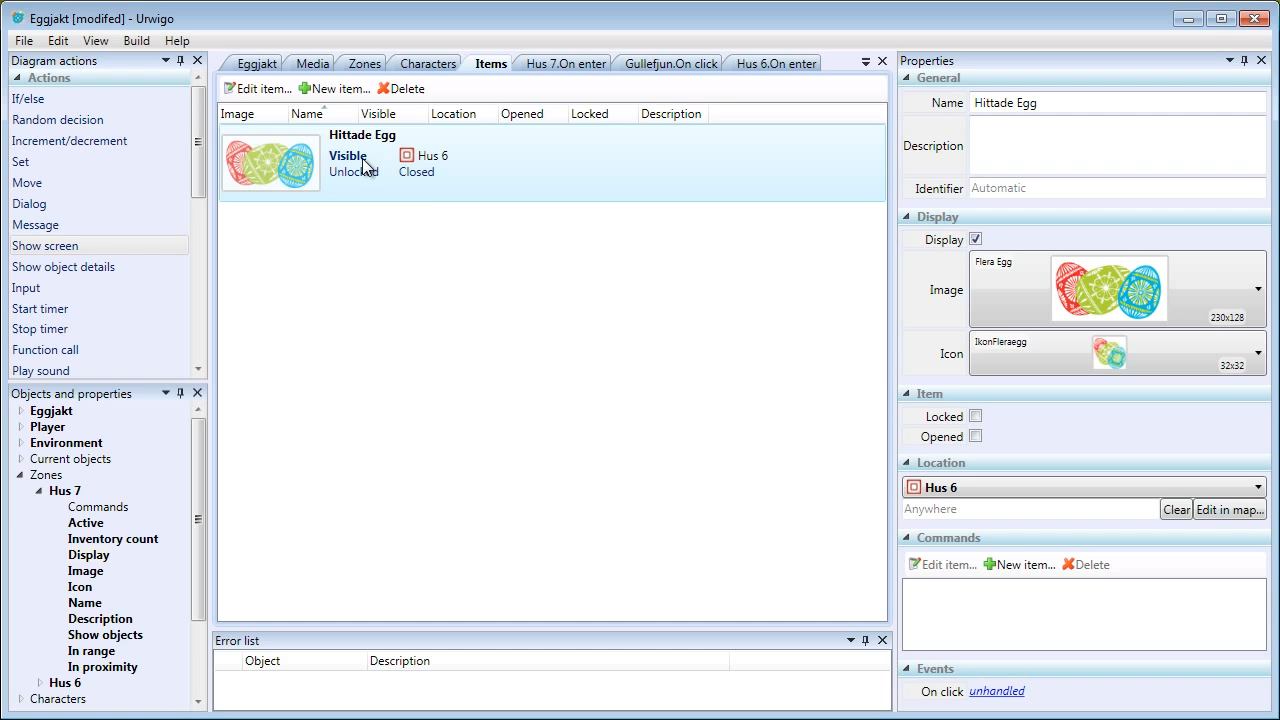 Eggjakt [modifed] - Urwigo
File Edit View Build Help
Diagram actions
Actions
If/else
Random decision
Increment/decrement
Set
Move
Dialog
Message
Show screen
Show object details
Input
Start timer
Stop timer
Function call
Play sound
Objects and properties
Eggjakt
Player
Environment
Current objects
Zones
Hus 7
Commands
Active
Inventory count
Display
Image
Icon
Name
Description
Show objects
In range
In proximity
Hus 6
Characters
Eggjakt Media Zones Characters Items Hus 7.On enter Gullefjun.On click Hus 6.On enter
Edit item... New item... Delete
Image Name Visible Location Opened Locked Description
Hittade Egg
Visible Hus 6
Unlocked Closed
Error list
Object Description
Properties
General
Name Hittade Egg
Description
Identifier Automatic
Display
Display
Image Flera Egg 230x128
Icon IkonFleraegg 32x32
Item
Locked
Opened
Location
Hus 6
Anywhere Clear Edit in map...
Commands
Edit item... New item... Delete
Events
On click unhandled